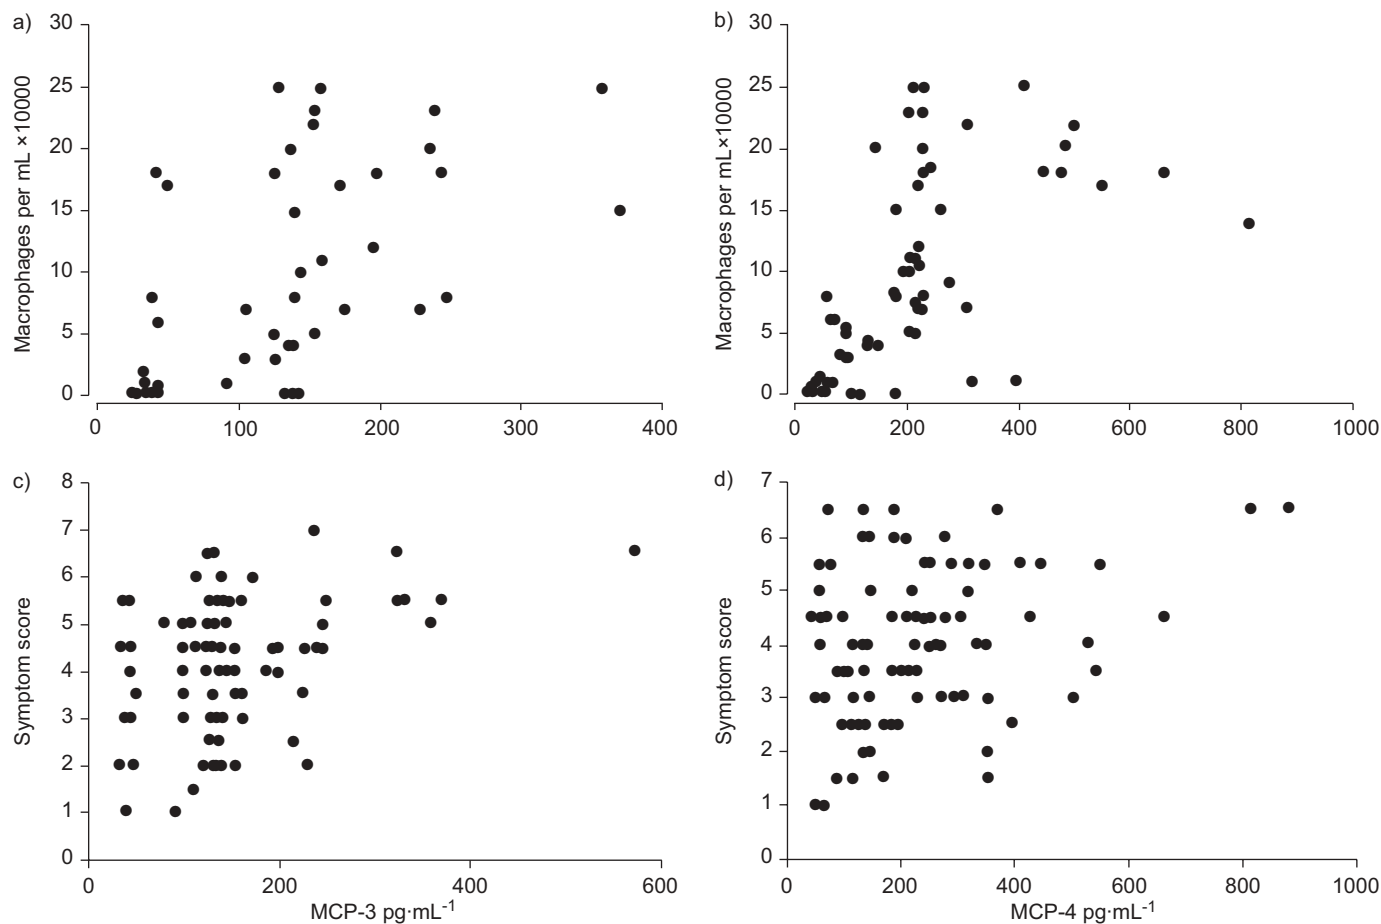 a)
30
25
20
15
10
5
0
Macrophages per mL ×10000
0 100 200 300 400
b)
30
25
20
15
10
5
0
Macrophages per mL ×10000
0 200 400 600 800 1000
c)
8
7
6
5
4
3
2
1
0
Symptom score
0 200 400 600
MCP-3 pg·mL⁻¹
d)
7
6
5
4
3
2
1
0
Symptom score
0 200 400 600 800 1000
MCP-4 pg·mL⁻¹